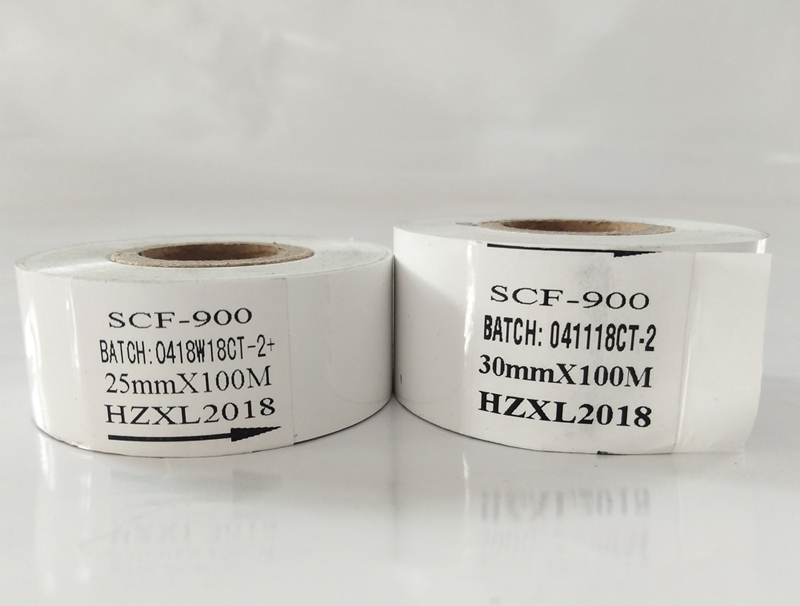 SCF-900
BATCH:0418W18CT-2+
25mmX100M
HZXL2018
SCF-900
BATCH: 041118CT-2
30mmX100M
HZXL2018